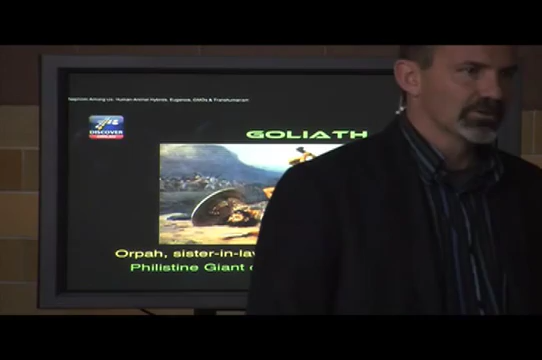 Nephilim Among Us: Human-Animal Hybrids, Eugenics, GMOs & Transhumanism
DISCOVER
GOLIATH
Orpah, sister-in-law
Philistine Giant